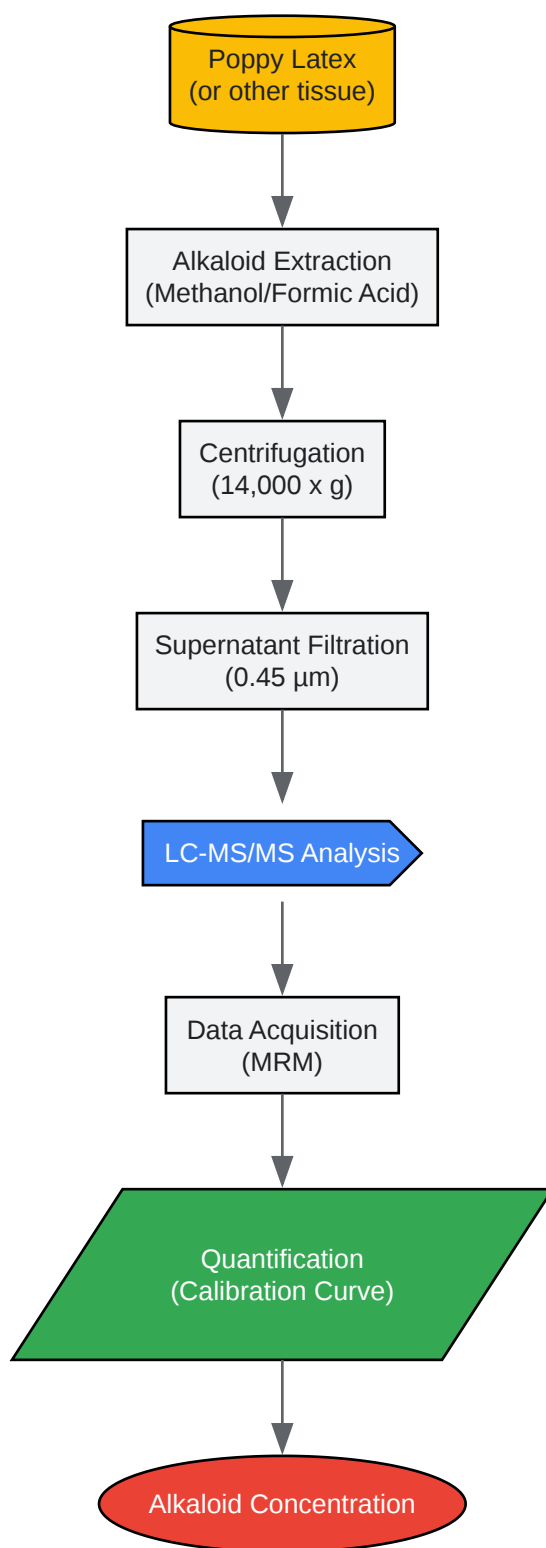 Poppy Latex
(or other tissue)
Alkaloid Extraction
(Methanol/Formic Acid)
Centrifugation
(14,000 x g)
Supernatant Filtration
(0.45 µm)
LC-MS/MS Analysis
Data Acquisition
(MRM)
Quantification
(Calibration Curve)
Alkaloid Concentration